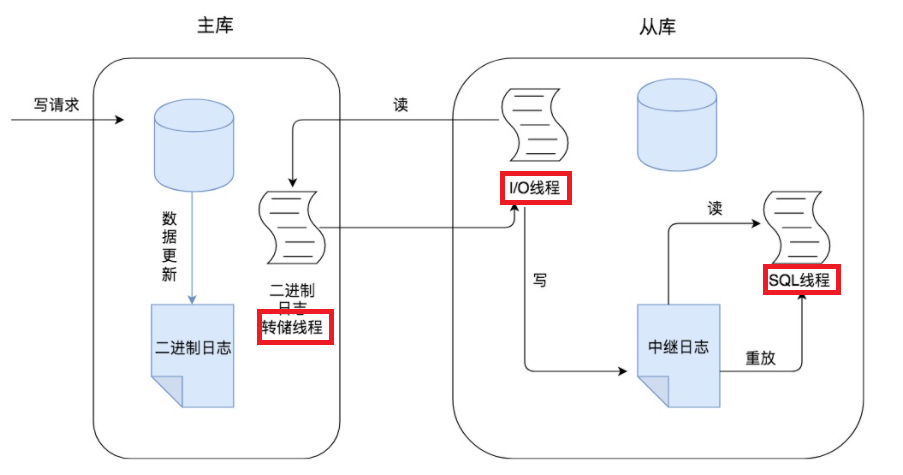 主库
从库
写请求
读
I/O线程
数
据
更
新
二进制
日志
转储线程
二进制日志
写
读
SQL线程
中继日志
重放